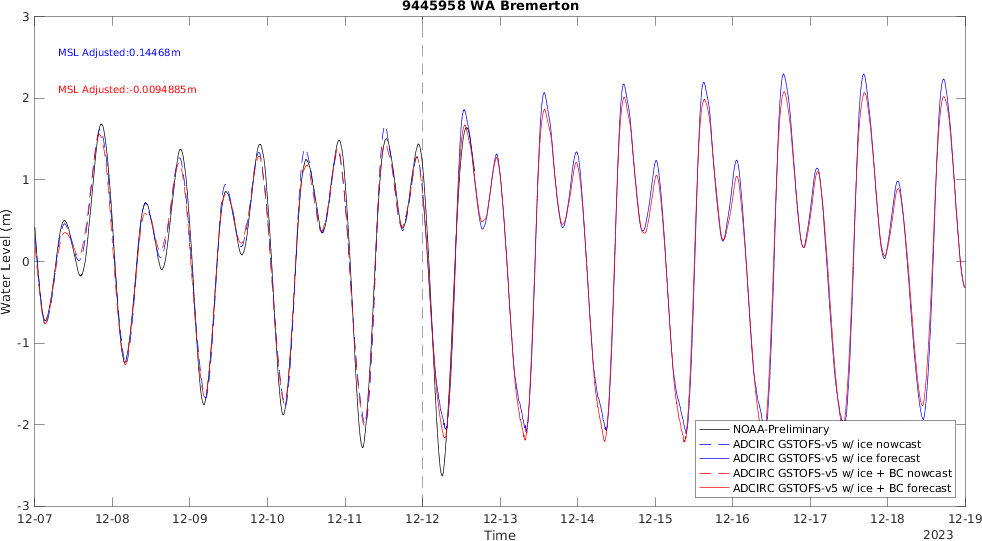 9445958 WA Bremerton
3
MSL Adjusted:0.14468m
MSL Adjusted:-0.0094885m
2
1
0
-1
-2
-3
Water Level (m)
NOAA-Preliminary
ADCIRC GSTOFS-v5 w/ ice nowcast
ADCIRC GSTOFS-v5 w/ ice forecast
ADCIRC GSTOFS-v5 w/ ice + BC nowcast
ADCIRC GSTOFS-v5 w/ ice + BC forecast
12-07 12-08 12-09 12-10 12-11 12-12 12-13 12-14 12-15 12-16 12-17 12-18 12-19
Time
2023